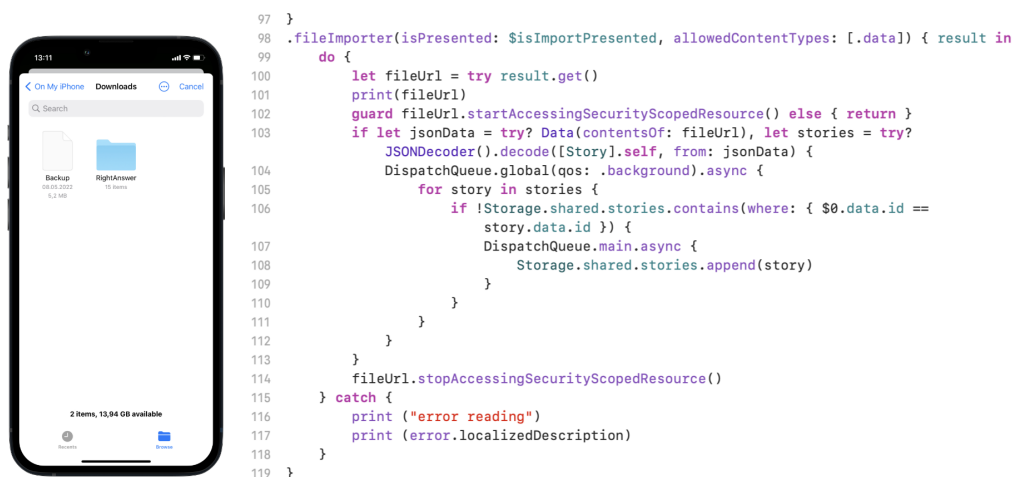 13:11
On My iPhone Downloads Cancel
Search
Backup
09.05.2022
5,2 MB
RightAnswer
15 items
2 items, 13,94 GB available
Recents
Browse
97 }
98 .fileImporter(isPresented: $isImportPresented, allowedContentTypes: [.data]) { result in
99 do {
100 let fileUrl = try result.get()
101 print(fileUrl)
102 guard fileUrl.startAccessingSecurityScopedResource() else { return }
103 if let jsonData = try? Data(contentsOf: fileUrl), let stories = try?
JSONDecoder().decode([Story].self, from: jsonData) {
104 DispatchQueue.global(qos: .background).async {
105 for story in stories {
106 if !Storage.shared.stories.contains(where: { $0.data.id ==
story.data.id }) {
107 DispatchQueue.main.async {
108 Storage.shared.stories.append(story)
109 }
110 }
111 }
112 }
113 }
114 fileUrl.stopAccessingSecurityScopedResource()
115 } catch {
116 print ("error reading")
117 print (error.localizedDescription)
118 }
119 }